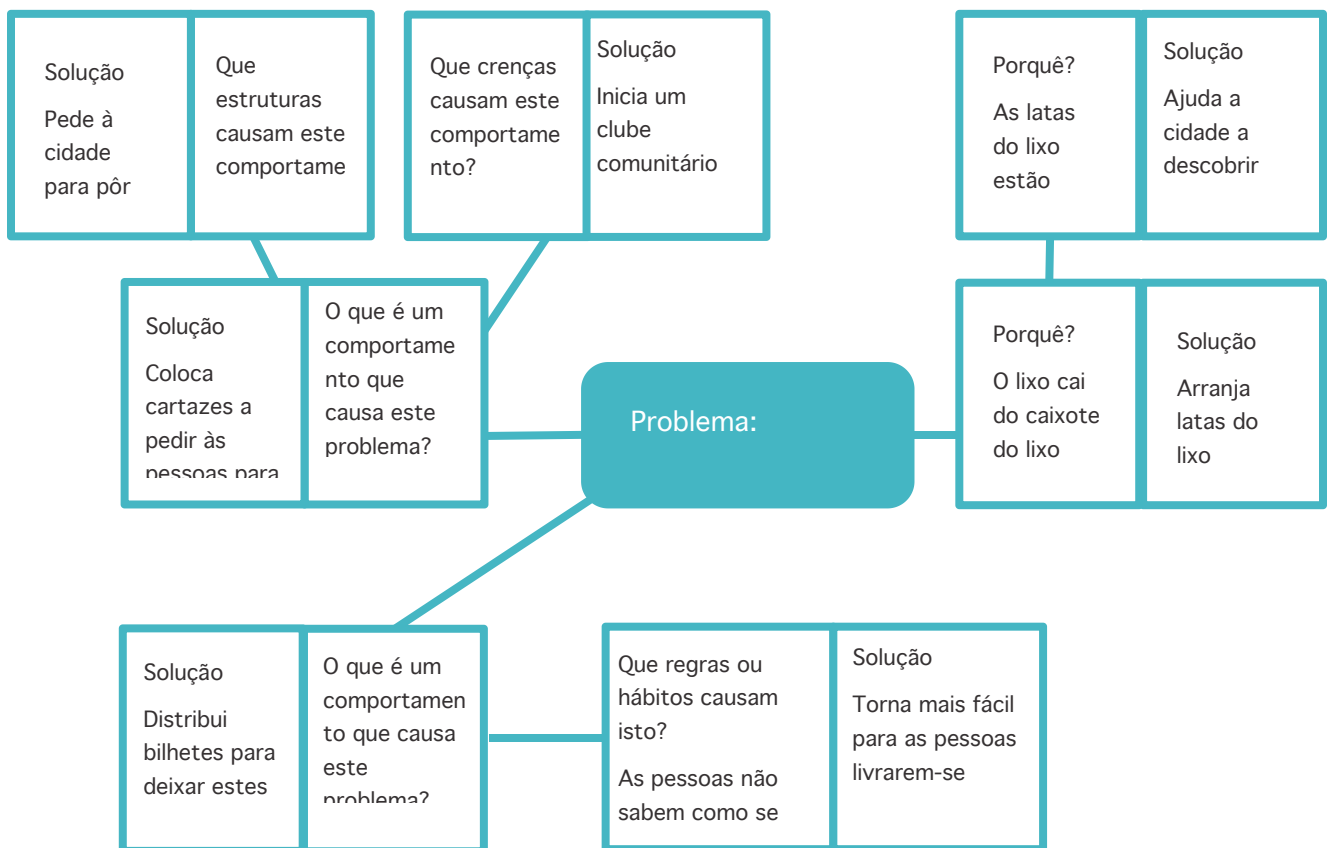 Solução
Pede à
cidade
para pôr
Que
estruturas
causam este
comportame
Que crenças
causam este
comportame
nto?
Solução
Inicia um
clube
comunitário
Porquê?
As latas
do lixo
estão
Solução
Ajuda a
cidade a
descobrir
Solução
Coloca
cartazes a
pedir às
pessoas para
O que é um
comportame
nto que
causa este
problema?
Problema:
Porquê?
O lixo cai
do caixote
do lixo
Solução
Arranja
latas do
lixo
Solução
Distribui
bilhetes para
deixar estes
O que é um
comportamen
to que causa
este
problema?
Que regras ou
hábitos causam
isto?
As pessoas não
sabem como se
Solução
Torna mais fácil
para as pessoas
livrarem-se